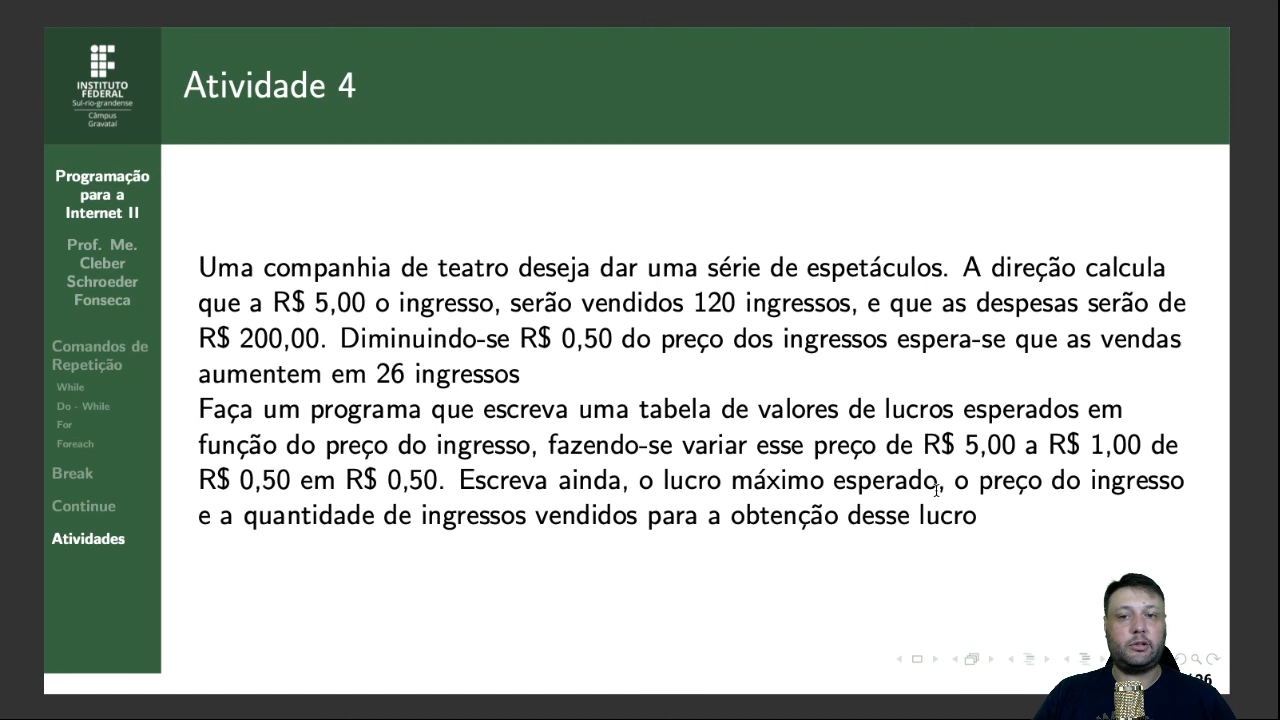 INSTITUTO
FEDERAL
Sul-rio-grandense
Câmpus
Gravataí
Atividade 4
Programação
para a
Internet II
Prof. Me.
Cleber
Schroeder
Fonseca
Comandos de
Repetição
While
Do - While
For
Foreach
Break
Continue
Atividades
Uma companhia de teatro deseja dar uma série de espetáculos. A direção calcula
que a R$ 5,00 o ingresso, serão vendidos 120 ingressos, e que as despesas serão de
R$ 200,00. Diminuindo-se R$ 0,50 do preço dos ingressos espera-se que as vendas
aumentem em 26 ingressos
Faça um programa que escreva uma tabela de valores de lucros esperados em
função do preço do ingresso, fazendo-se variar esse preço de R$ 5,00 a R$ 1,00 de
R$ 0,50 em R$ 0,50. Escreva ainda, o lucro máximo esperado, o preço do ingresso
e a quantidade de ingressos vendidos para a obtenção desse lucro